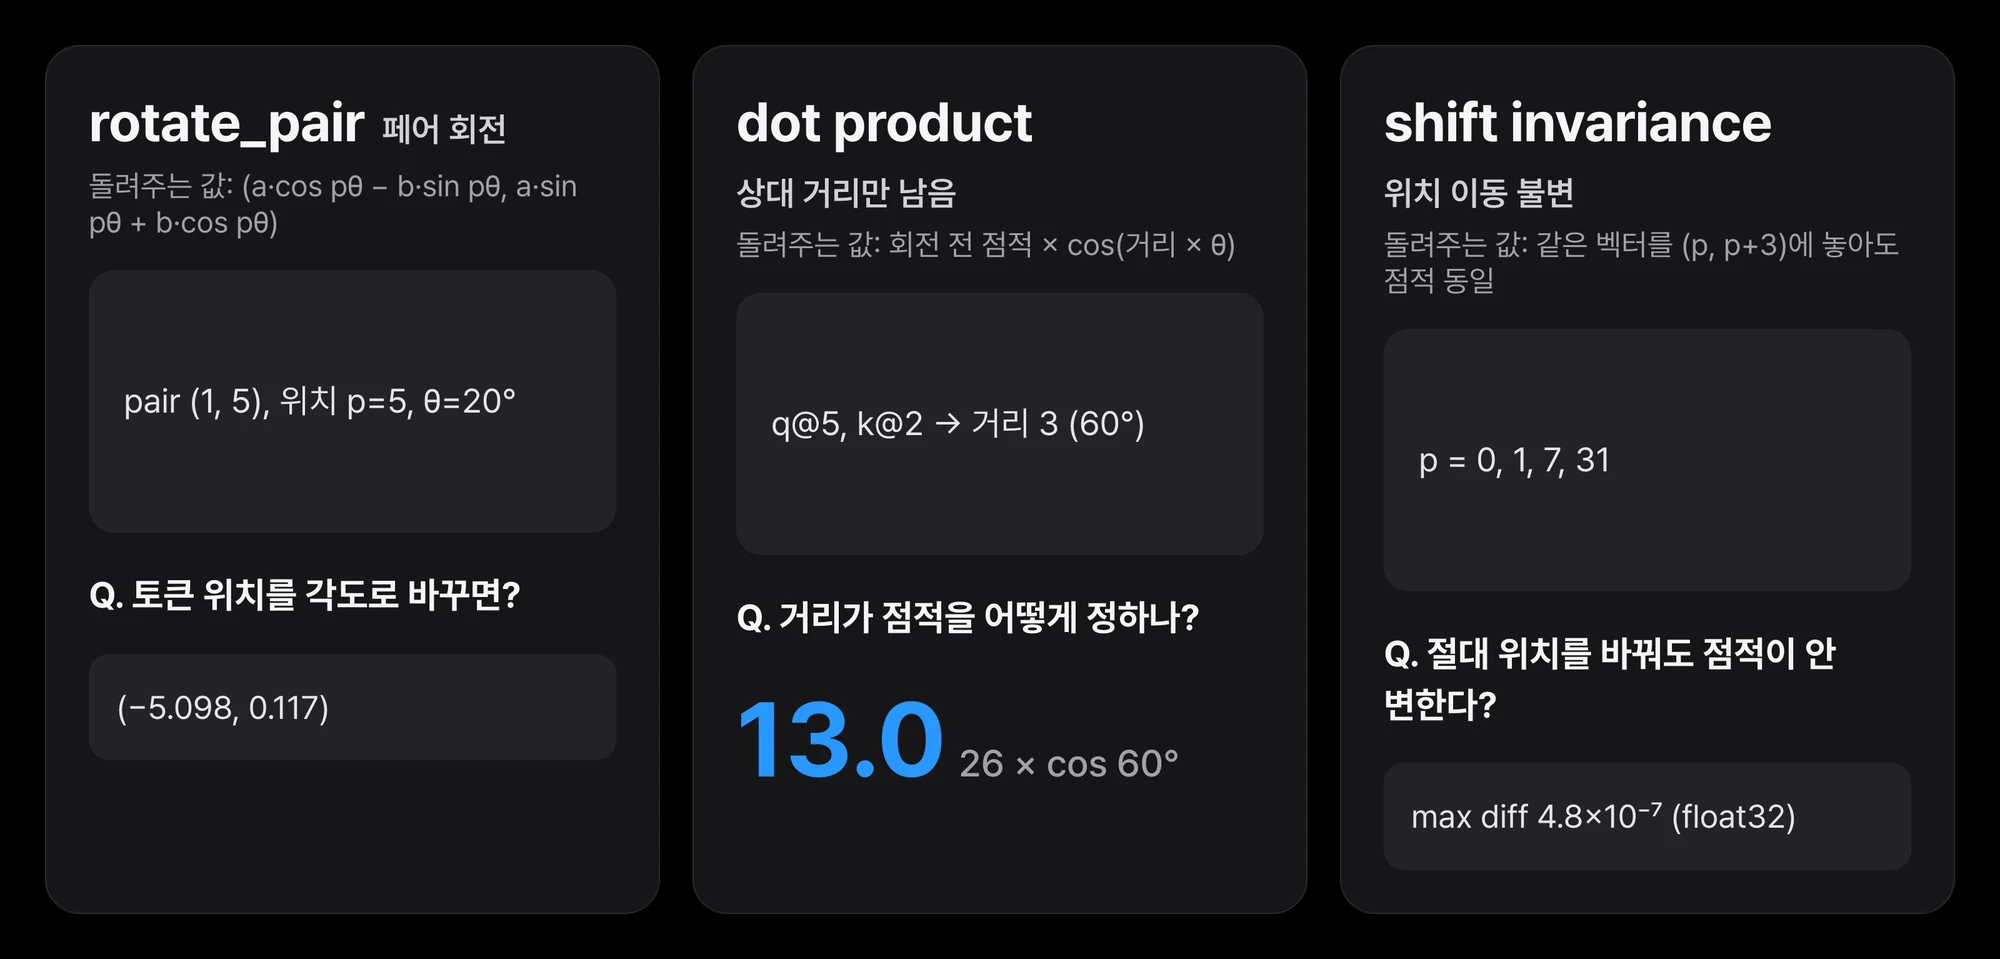 rotate_pair 페어 회전
돌려주는 값: (a·cos pθ − b·sin pθ, a·sin
pθ + b·cos pθ)
pair (1, 5), 위치 p=5, θ=20°
Q. 토큰 위치를 각도로 바꾸면?
(−5.098, 0.117)
dot product
상대 거리만 남음
돌려주는 값: 회전 전 점적 × cos(거리 × θ)
q@5, k@2 → 거리 3 (60°)
Q. 거리가 점적을 어떻게 정하나?
13.0 26 × cos 60°
shift invariance
위치 이동 불변
돌려주는 값: 같은 벡터를 (p, p+3)에 놓아도
점적 동일
p = 0, 1, 7, 31
Q. 절대 위치를 바꿔도 점적이 안
변한다?
max diff 4.8×10⁻⁷ (float32)